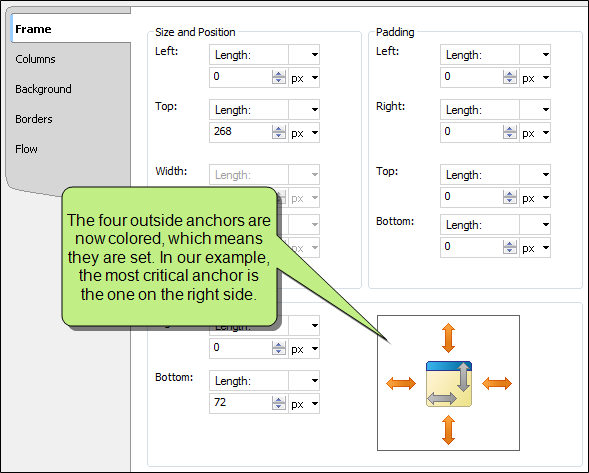 Frame
Columns
Background
Borders
Flow
Size and Position
Left:
Length:
0
px
Top:
Length:
268
px
Width:
Length:
px
Padding
Left:
Length:
0
px
Right:
Length:
0
px
Top:
Length:
0
px
Bottom:
Length:
0
px
The four outside anchors are
now colored, which means
they are set. In our example,
the most critical anchor is
the one on the right side.
0
px
Bottom:
Length:
72
px